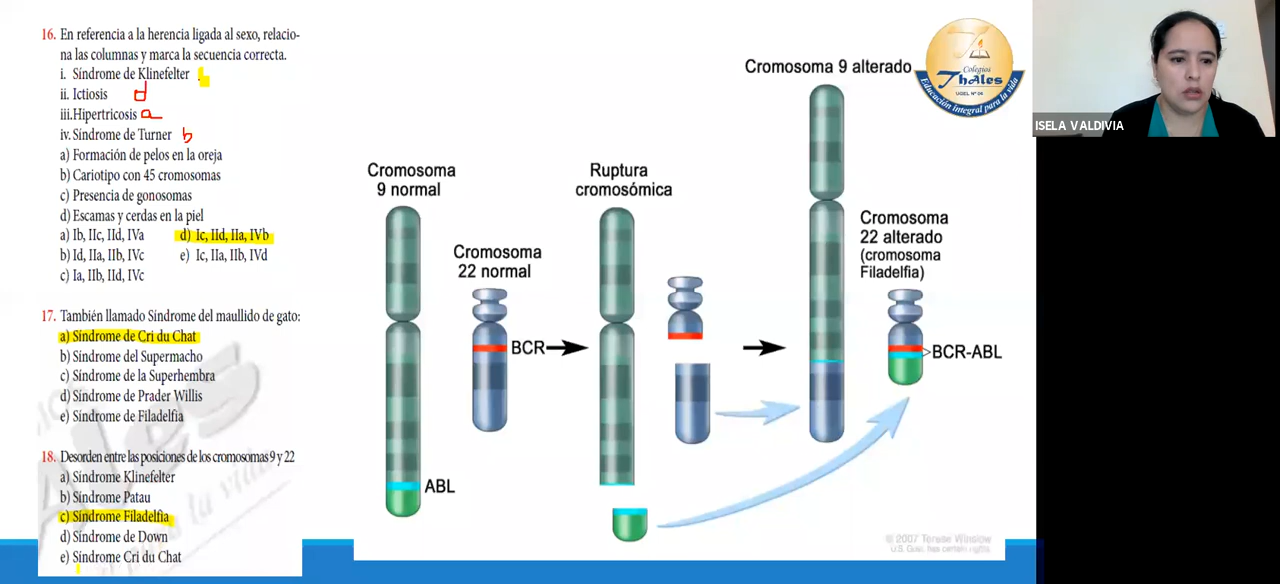 16. En referencia a la herencia ligada al sexo, relacio-
na las columnas y marca la secuencia correcta.
i. Síndrome de Klinefelter
ii. Ictiosis d
iii.Hipertricosis a
iv. Síndrome de Turner b
a) Formación de pelos en la oreja
b) Cariotipo con 45 cromosomas
c) Presencia de gonosomas
d) Escamas y cerdas en la piel
a) Ib, IIc, IId, IVa d) Ic, IId, IIa, IVb
b) Id, IIa, IIb, IVc e) Ic, IIa, IIb, IVd
c) Ia, IIb, IId, IVc
17. También llamado Síndrome del maullido de gato:
a) Síndrome de Cri du Chat
b) Síndrome del Supermacho
c) Síndrome de la Superhembra
d) Síndrome de Prader Willis
e) Síndrome de Filadelfia
18. Desorden entre las posiciones de los cromosomas 9 y 22
a) Síndrome Klinefelter
b) Síndrome Patau
c) Síndrome Filadelfia
d) Síndrome de Down
e) Síndrome Cri du Chat
Cromosoma
9 normal
Cromosoma
22 normal
BCR
ABL
Ruptura
cromosómica
Cromosoma 9 alterado
Cromosoma
22 alterado
(cromosoma
Filadelfia)
BCR-ABL
© 2007 Terese Winslow
U.S. Govt. has certain rights
Colegios
Thales
UGEL Nº 04
Educación integral para la vida
ISELA VALDIVIA